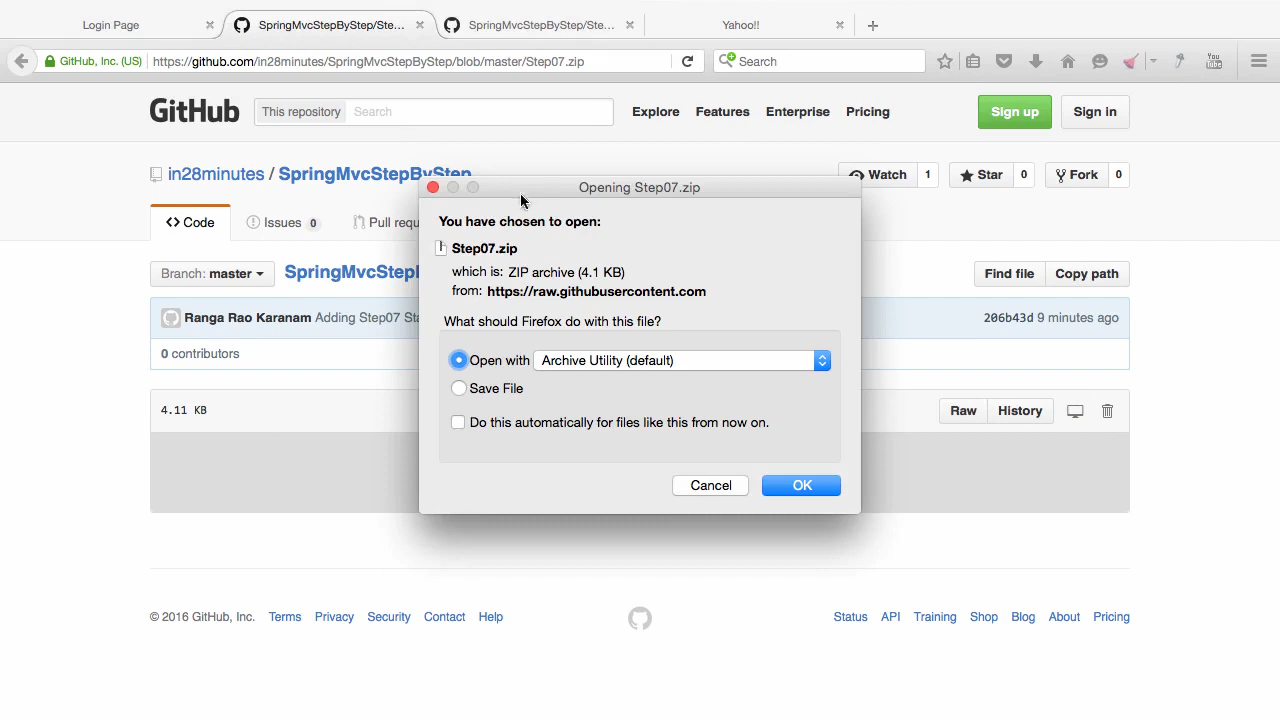 Login Page
SpringMvcStepByStep/Ste...
SpringMvcStepByStep/Ste...
Yahoo!!
GitHub, Inc. (US)
https://github.com/in28minutes/SpringMvcStepByStep/blob/master/Step07.zip
Search
You Tube
GitHub
This repository
Search
Explore
Features
Enterprise
Pricing
Sign up
Sign in
in28minutes / SpringMvcStepByStep
Watch 1
Star 0
Fork 0
Code
Issues 0
Pull requ
Branch: master
SpringMvcStepl
Find file
Copy path
Ranga Rao Karanam Adding Step07 Sta
206b43d 9 minutes ago
0 contributors
4.11 KB
Raw
History
Opening Step07.zip
You have chosen to open:
Step07.zip
which is: ZIP archive (4.1 KB)
from: https://raw.githubusercontent.com
What should Firefox do with this file?
Open with
Archive Utility (default)
Save File
Do this automatically for files like this from now on.
Cancel
OK
© 2016 GitHub, Inc. Terms Privacy Security Contact Help
Status API Training Shop Blog About Pricing